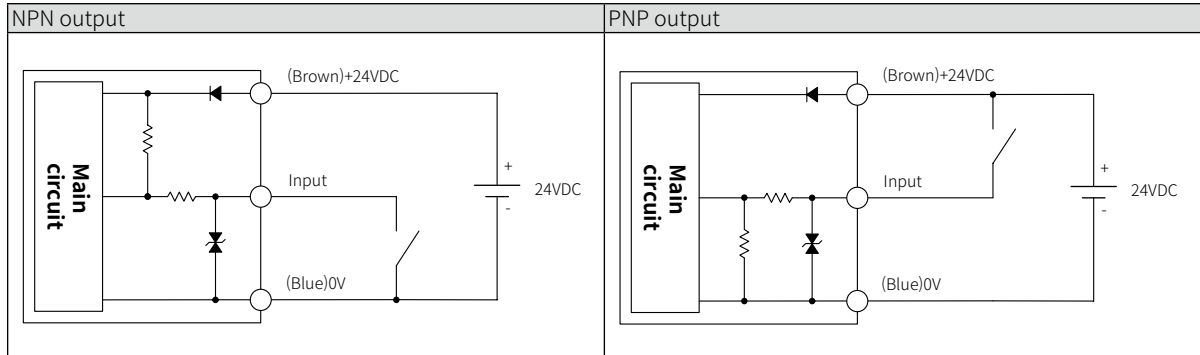 NPN output
PNP output
(Brown)+24VDC
Main
circuit
Input
+
24VDC
-
(Blue)0V
(Brown)+24VDC
Main
circuit
Input
+
24VDC
-
(Blue)0V